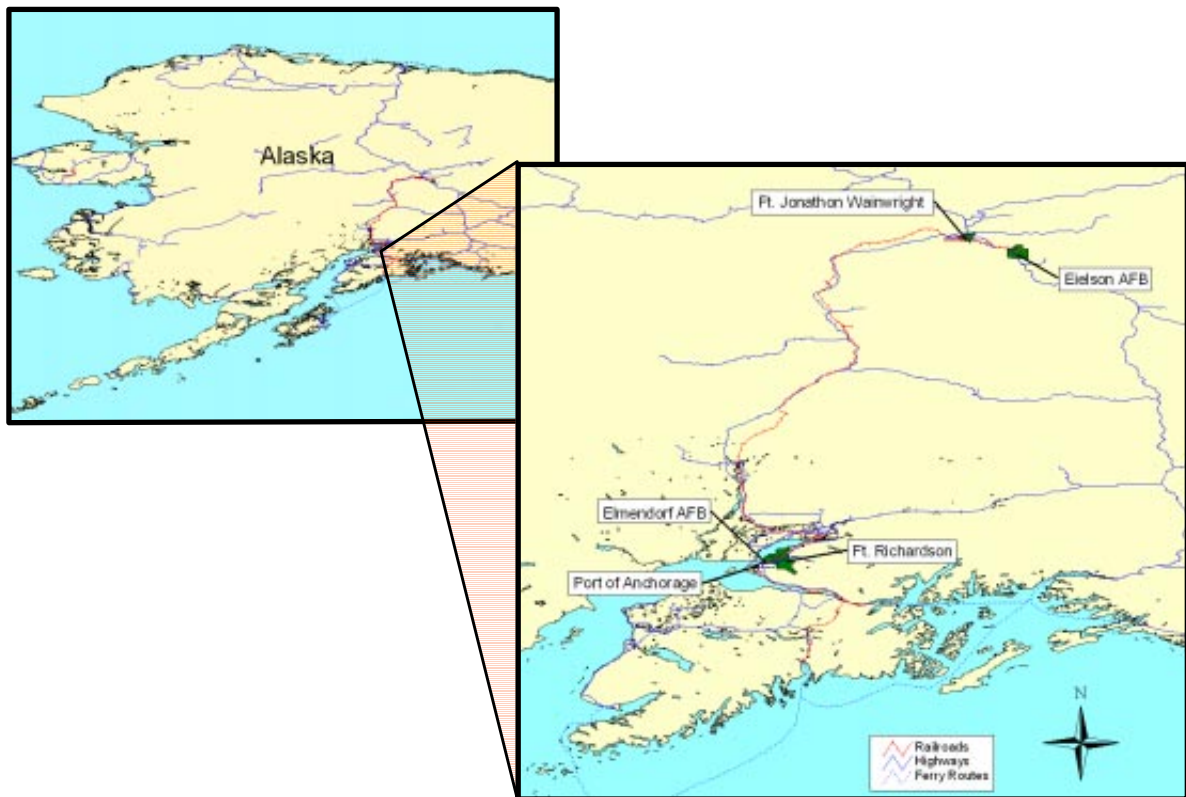 Alaska
Ft. Jonathon Wainwright
Eielson AFB
Elmendorf AFB
Ft. Richardson
Port of Anchorage
N
Railroads
Highways
Ferry Routes